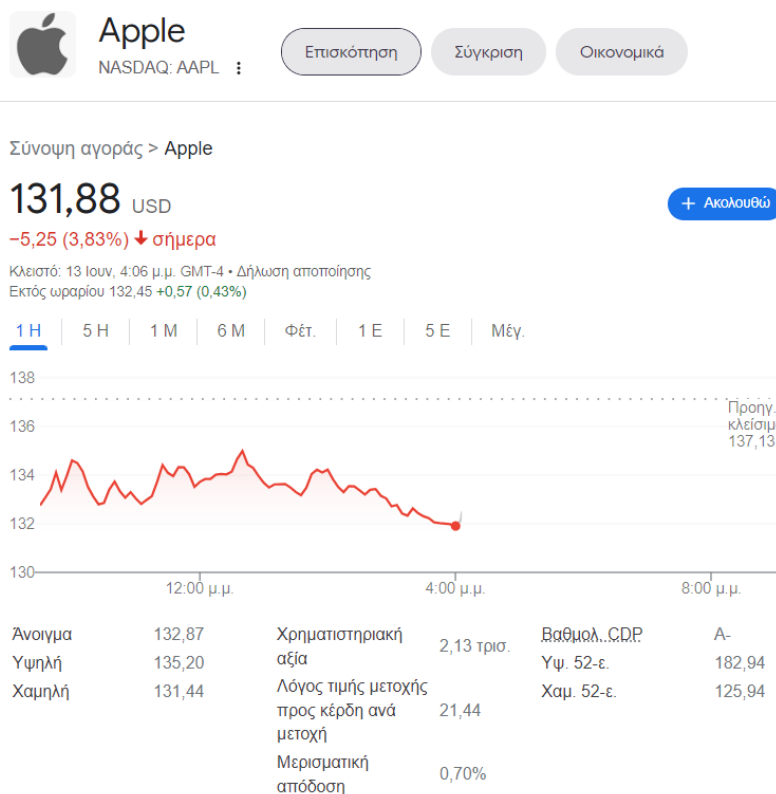 Apple
NASDAQ: AAPL
Επισκόπηση
Σύγκριση
Οικονομικά
Σύνοψη αγοράς > Apple
131,88 USD
+ Ακολουθώ
−5,25 (3,83%) ↓ σήμερα
Κλειστό: 13 Ιουν, 4:06 μ.μ. GMT-4 • Δήλωση αποποίησης
Εκτός ωραρίου 132,45 +0,57 (0,43%)
1 Η 5 Η 1 Μ 6 Μ Φέτ. 1 Ε 5 Ε Μέγ.
138
136
134
132
130
Προηγ.
κλείσιμ
137,13
12:00 μ.μ. 4:00 μ.μ. 8:00 μ.μ.
Άνοιγμα 132,87
Υψηλή 135,20
Χαμηλή 131,44
Χρηματιστηριακή
αξία
2,13 τρισ.
Λόγος τιμής μετοχής
προς κέρδη ανά
μετοχή
21,44
Μερισματική
απόδοση
0,70%
Βαθμολ. CDP A-
Υψ. 52-ε. 182,94
Χαμ. 52-ε. 125,94